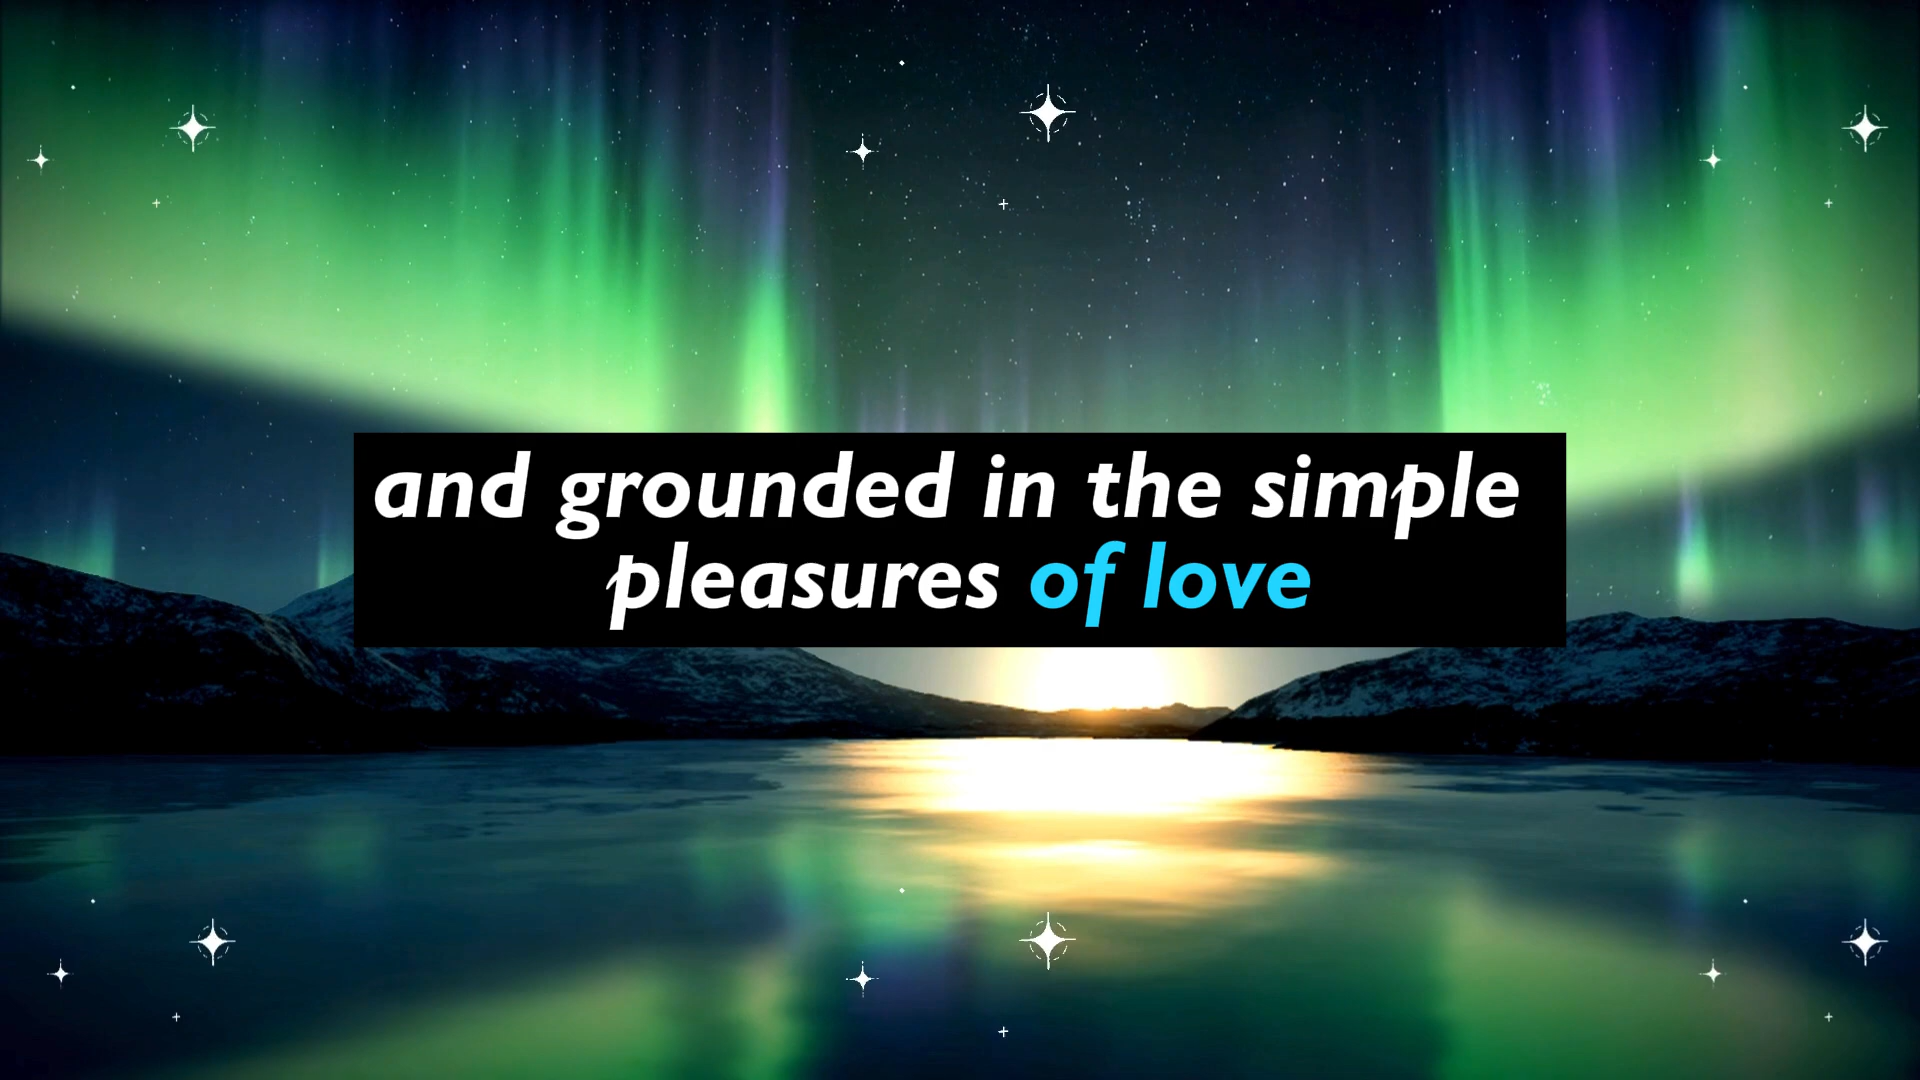 and grounded in the simple
pleasures of love